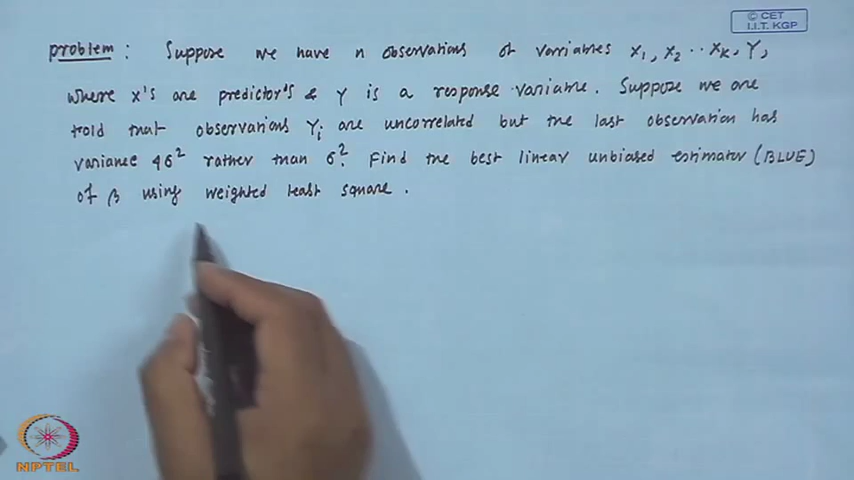 © CET
I.I.T. KGP
problem : Suppose we have n observations of variables X1, X2 .. Xk, Y,
where X's are predictor's & Y is a response variable. Suppose we are
told that observations Yi are uncorrelated but the last observation has
variance 4σ² rather than σ². Find the best linear unbiased estimator (BLUE)
of β using weighted least square.
NPTEL